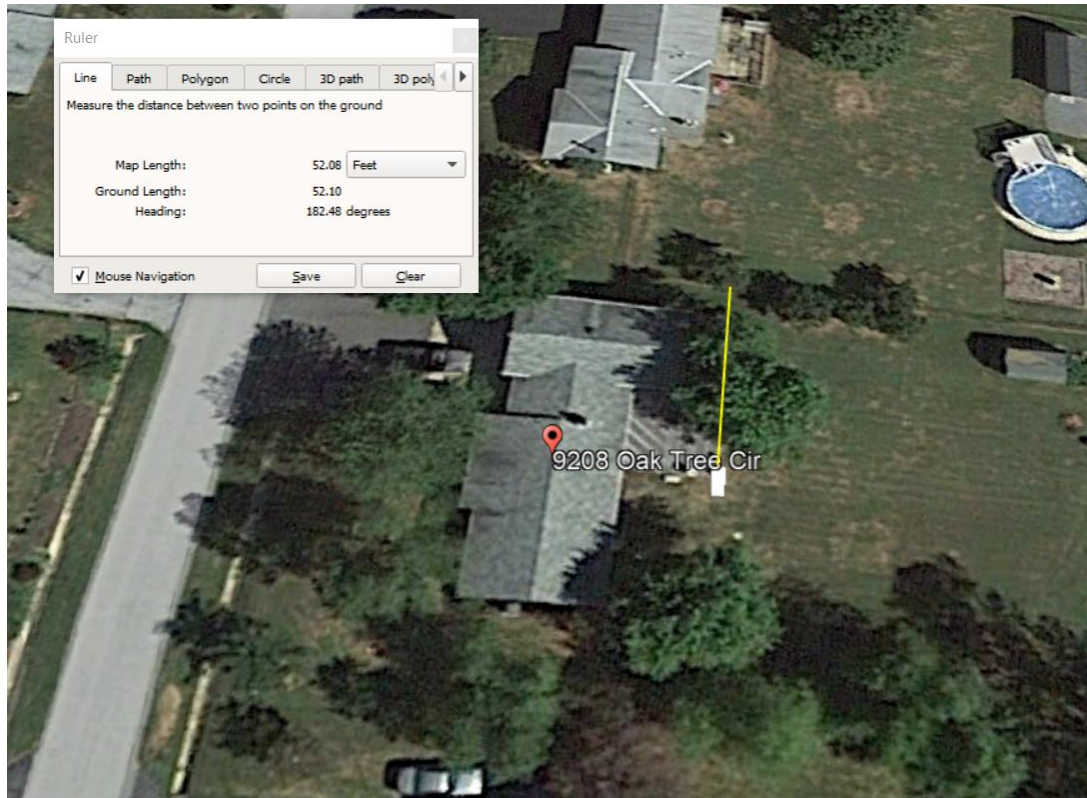 Ruler
Line Path Polygon Circle 3D path 3D poly
Measure the distance between two points on the ground
Map Length: 52.08 Feet
Ground Length: 52.10
Heading: 182.48 degrees
Mouse Navigation Save Clear
9208 Oak Tree Cir